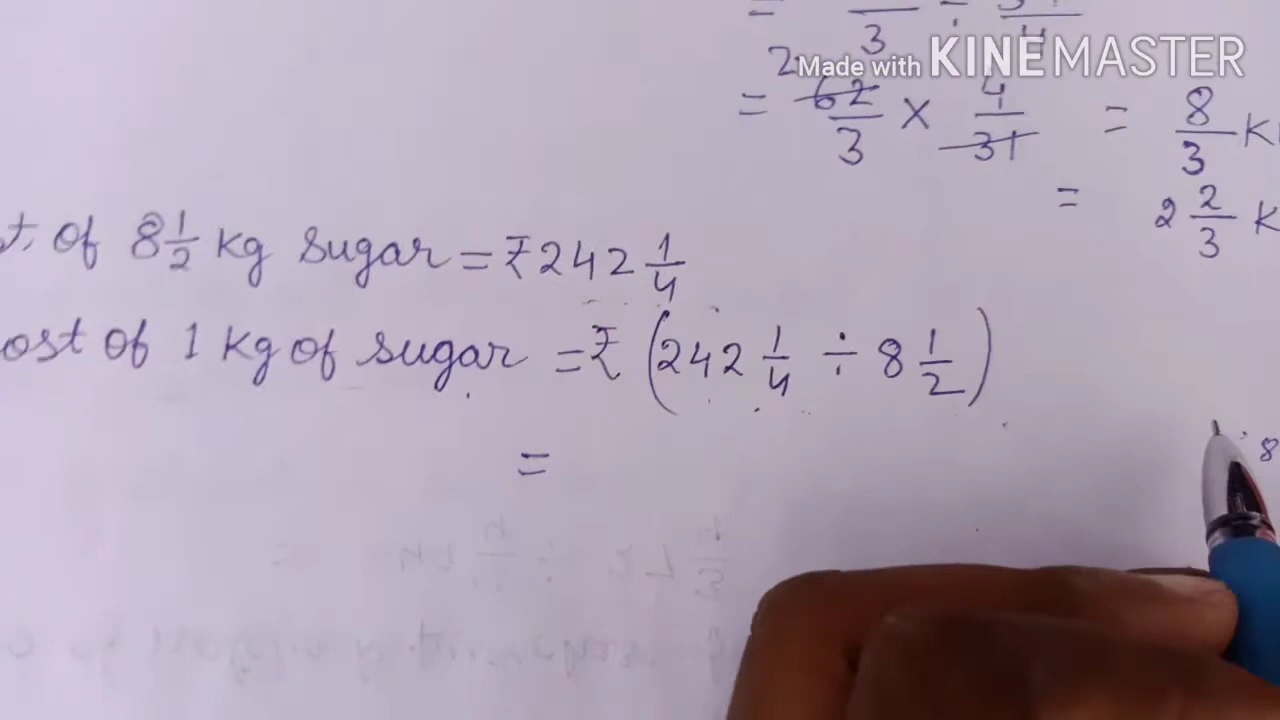 Made with KINEMASTER
= 62/3 × 4/31 = 8/3 K
2
= 2 2/3 K
t. of 8 1/2 kg sugar = ₹242 1/4
ost of 1 kg of sugar = ₹ (242 1/4 ÷ 8 1/2)
=
8